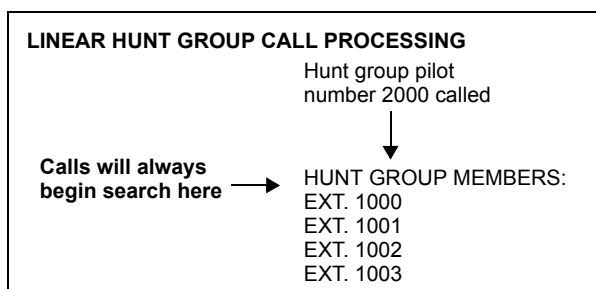 LINEAR HUNT GROUP CALL PROCESSING
Hunt group pilot
number 2000 called
Calls will always
begin search here
HUNT GROUP MEMBERS:
EXT. 1000
EXT. 1001
EXT. 1002
EXT. 1003